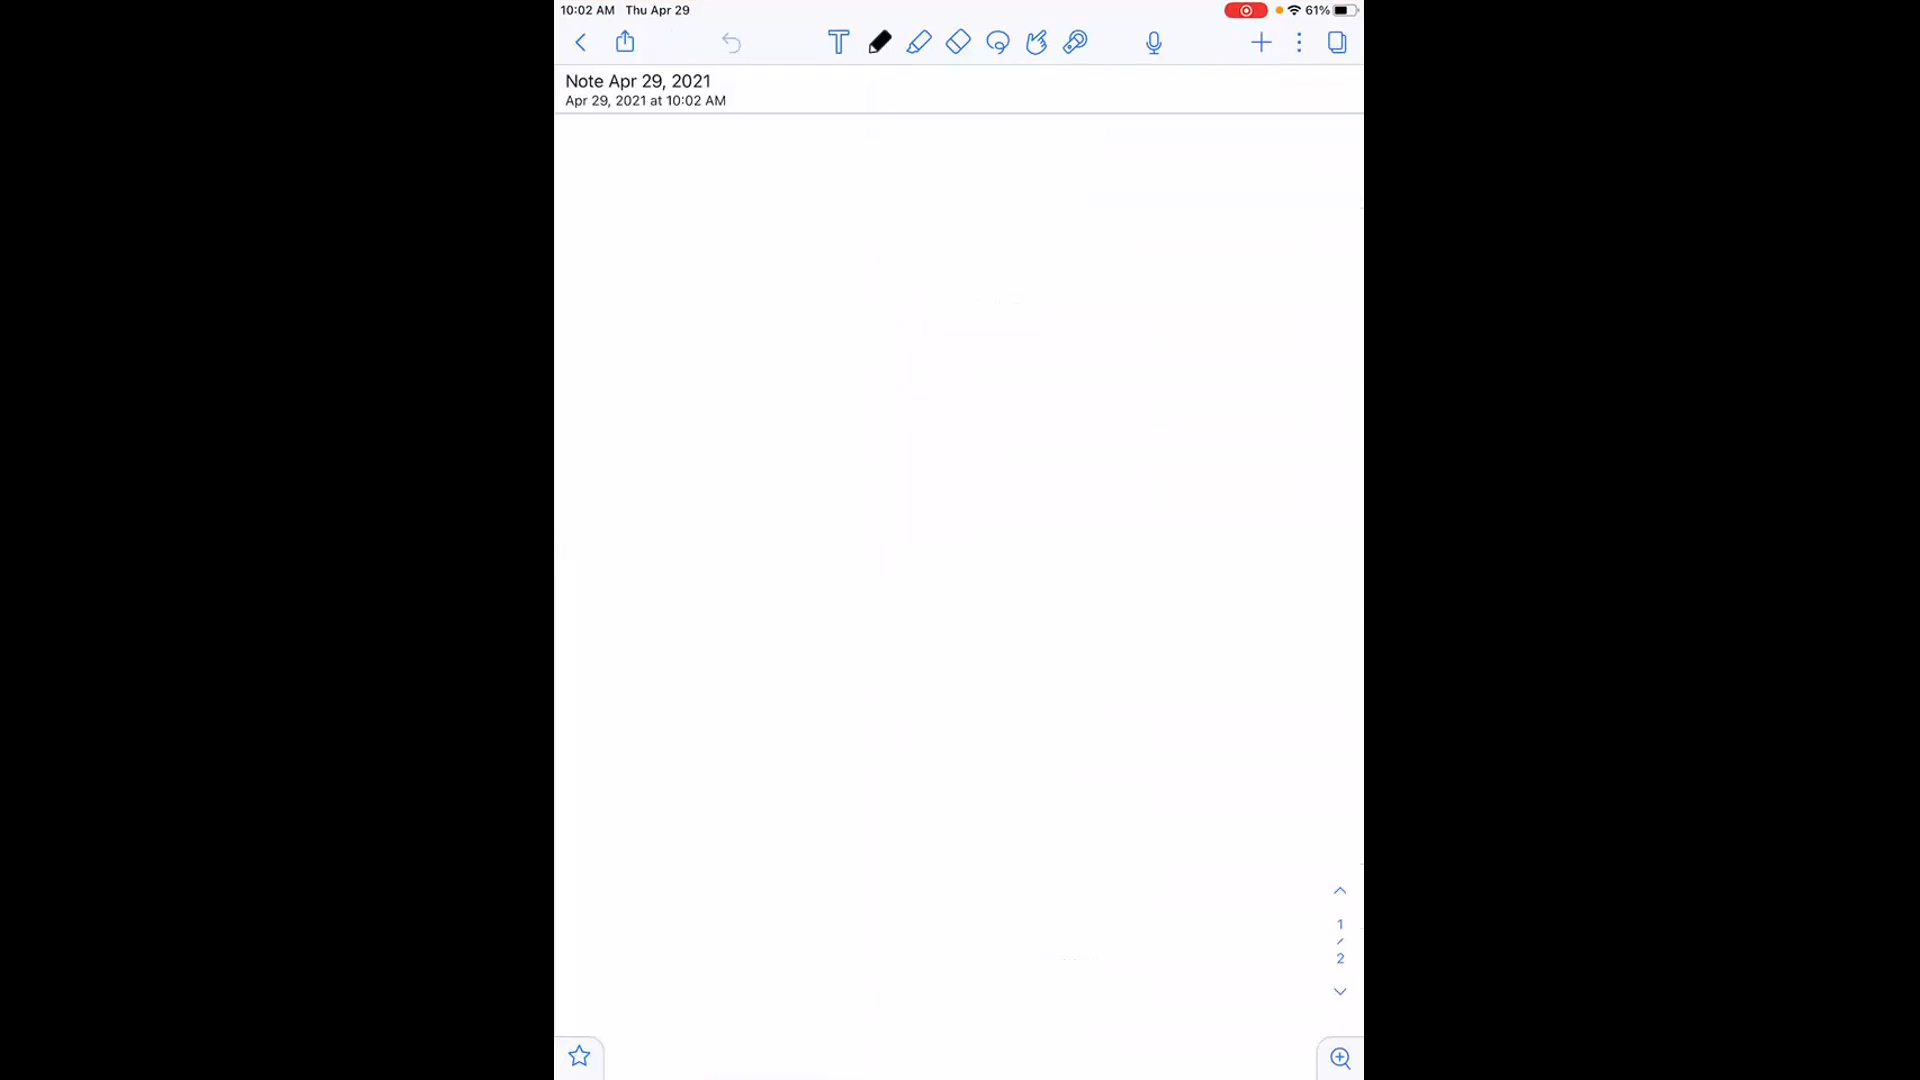 10:02 AM Thu Apr 29
61%
T
Note Apr 29, 2021
Apr 29, 2021 at 10:02 AM
1
/
2